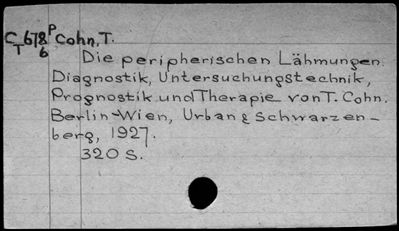 C 678 P Cohn, T.
T 6
Die peripherischen Lähmungen.
Diagnostik, Untersuchungstechnik,
Prognostik und Therapie von T. Cohn.
Berlin-Wien, Urban & Schwarzen-
berg, 1927.
320 S.